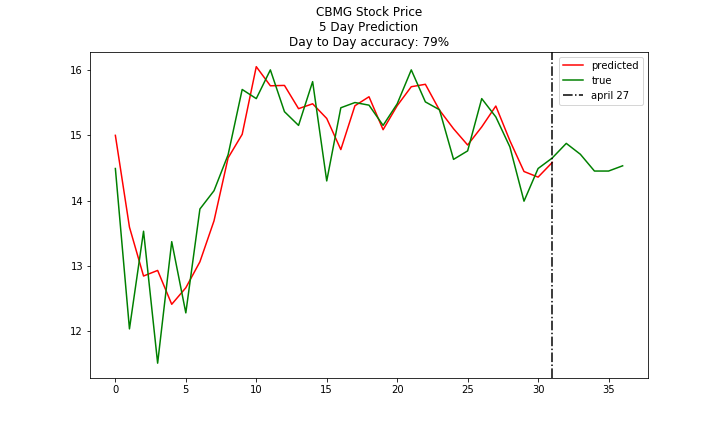 CBMG Stock Price
5 Day Prediction
Day to Day accuracy: 79%
predicted
true
april 27
16
15
14
13
12
0 5 10 15 20 25 30 35